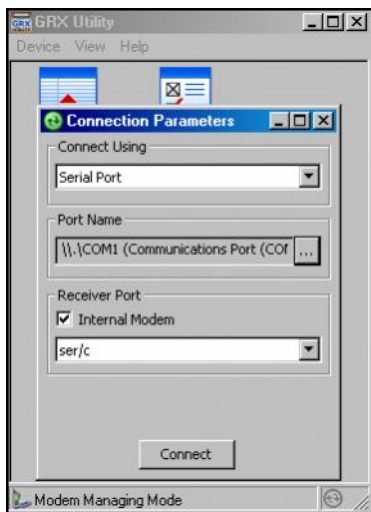 GRX Utility
Device View Help
Connection Parameters
Connect Using
Serial Port
Port Name
\\.\COM1 (Communications Port (COM
...
Receiver Port
Internal Modem
ser/c
Connect
Modem Managing Mode